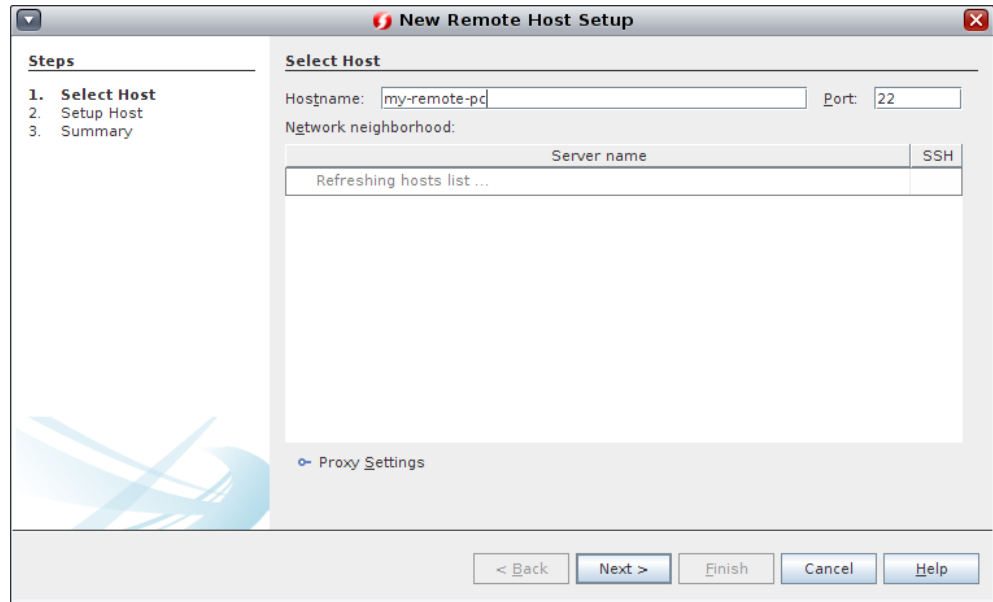 New Remote Host Setup
Steps
1. Select Host
2. Setup Host
3. Summary
Select Host
Hostname: my-remote-pc Port: 22
Network neighborhood:
Server name SSH
Refreshing hosts list ...
Proxy Settings
< Back Next > Finish Cancel Help